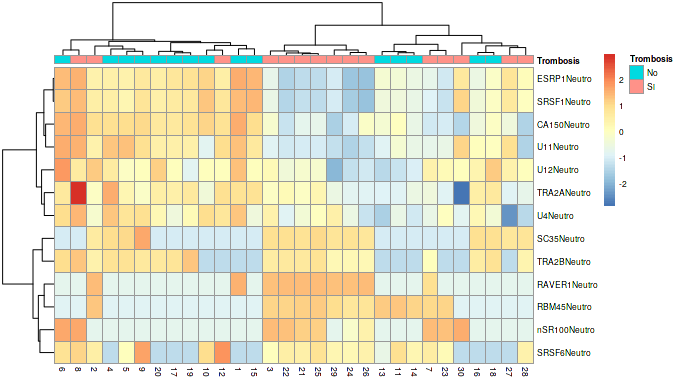 Trombosis
ESRP1Neutro
SRSF1Neutro
CA150Neutro
U11Neutro
U12Neutro
TRA2ANeutro
U4Neutro
SC35Neutro
TRA2BNeutro
RAVER1Neutro
RBM45Neutro
nSR100Neutro
SRSF6Neutro
6 8 2 4 5 9 20 17 19 10 12 1 15 3 22 21 25 29 24 26 13 11 14 7 23 30 16 18 27 28
2
1
0
-1
-2
Trombosis
No
SI